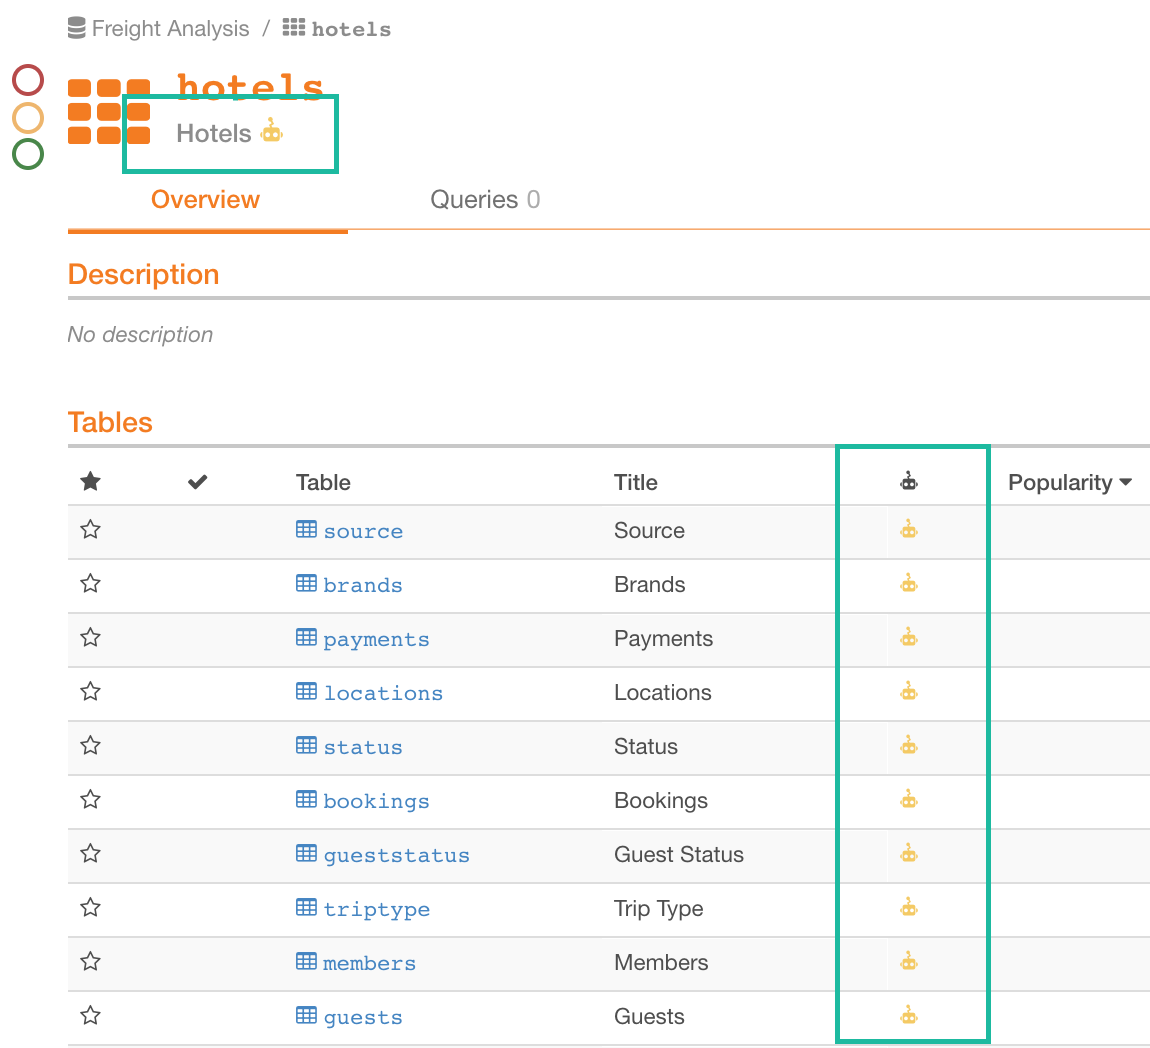 Freight Analysis / hotels
hotels
Hotels
Overview Queries 0
Description
No description
Tables
Table Title Popularity
source Source
brands Brands
payments Payments
locations Locations
status Status
bookings Bookings
gueststatus Guest Status
triptype Trip Type
members Members
guests Guests